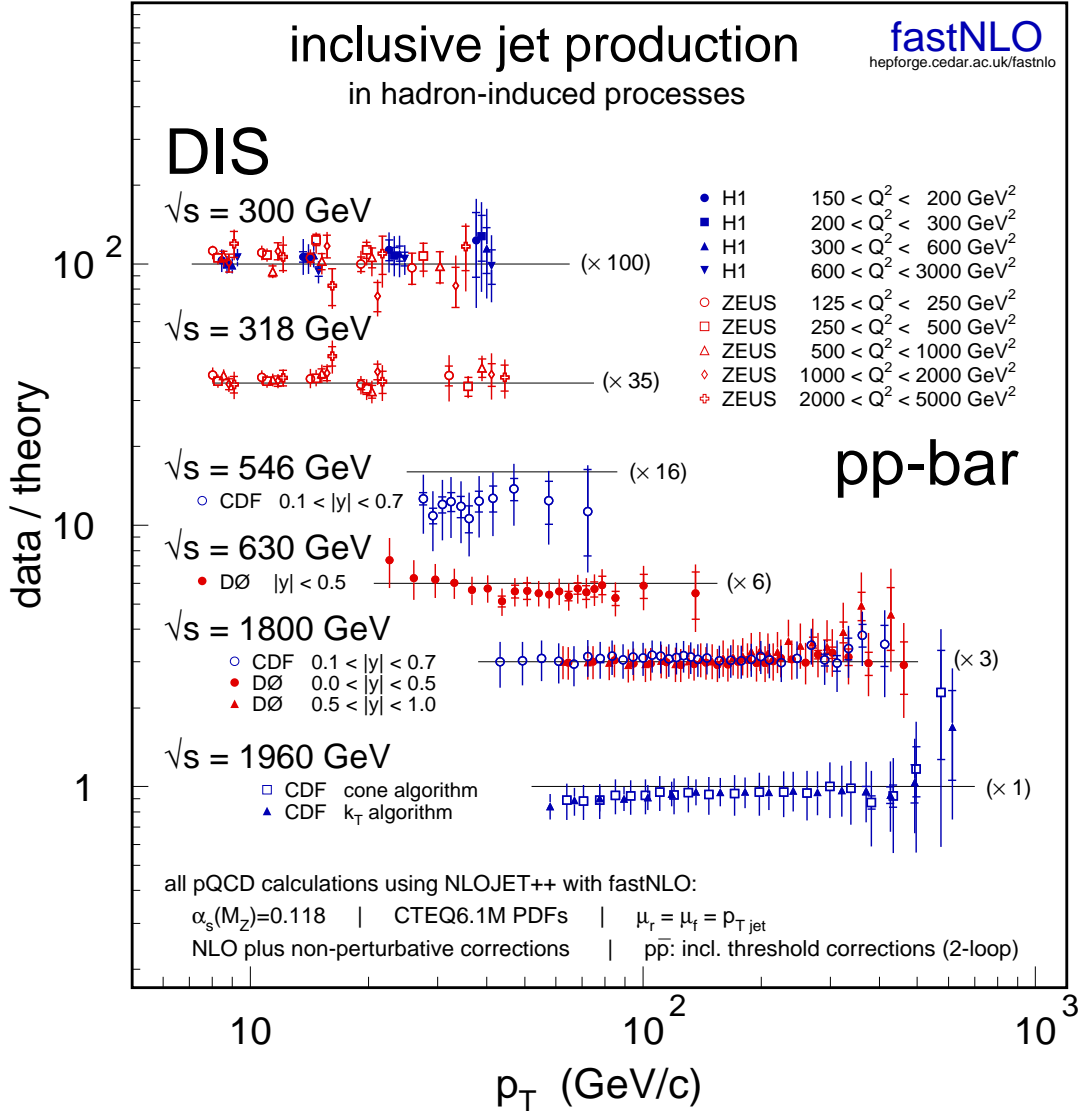 inclusive jet production
in hadron-induced processes
fastNLO
hepforge.cedar.ac.uk/fastnlo
DIS
√s = 300 GeV
(× 100)
H1 150 < Q² < 200 GeV²
H1 200 < Q² < 300 GeV²
H1 300 < Q² < 600 GeV²
H1 600 < Q² < 3000 GeV²
ZEUS 125 < Q² < 250 GeV²
ZEUS 250 < Q² < 500 GeV²
ZEUS 500 < Q² < 1000 GeV²
ZEUS 1000 < Q² < 2000 GeV²
ZEUS 2000 < Q² < 5000 GeV²
√s = 318 GeV
(× 35)
pp-bar
√s = 546 GeV
(× 16)
CDF 0.1 < |y| < 0.7
√s = 630 GeV
DØ |y| < 0.5
(× 6)
√s = 1800 GeV
CDF 0.1 < |y| < 0.7
DØ 0.0 < |y| < 0.5
DØ 0.5 < |y| < 1.0
(× 3)
√s = 1960 GeV
CDF cone algorithm
CDF k_T algorithm
(× 1)
all pQCD calculations using NLOJET++ with fastNLO:
α_s(M_Z)=0.118 | CTEQ6.1M PDFs | μ_r = μ_f = p_T jet
NLO plus non-perturbative corrections | pp̅: incl. threshold corrections (2-loop)
data / theory
10²
10
1
10
10²
10³
p_T (GeV/c)